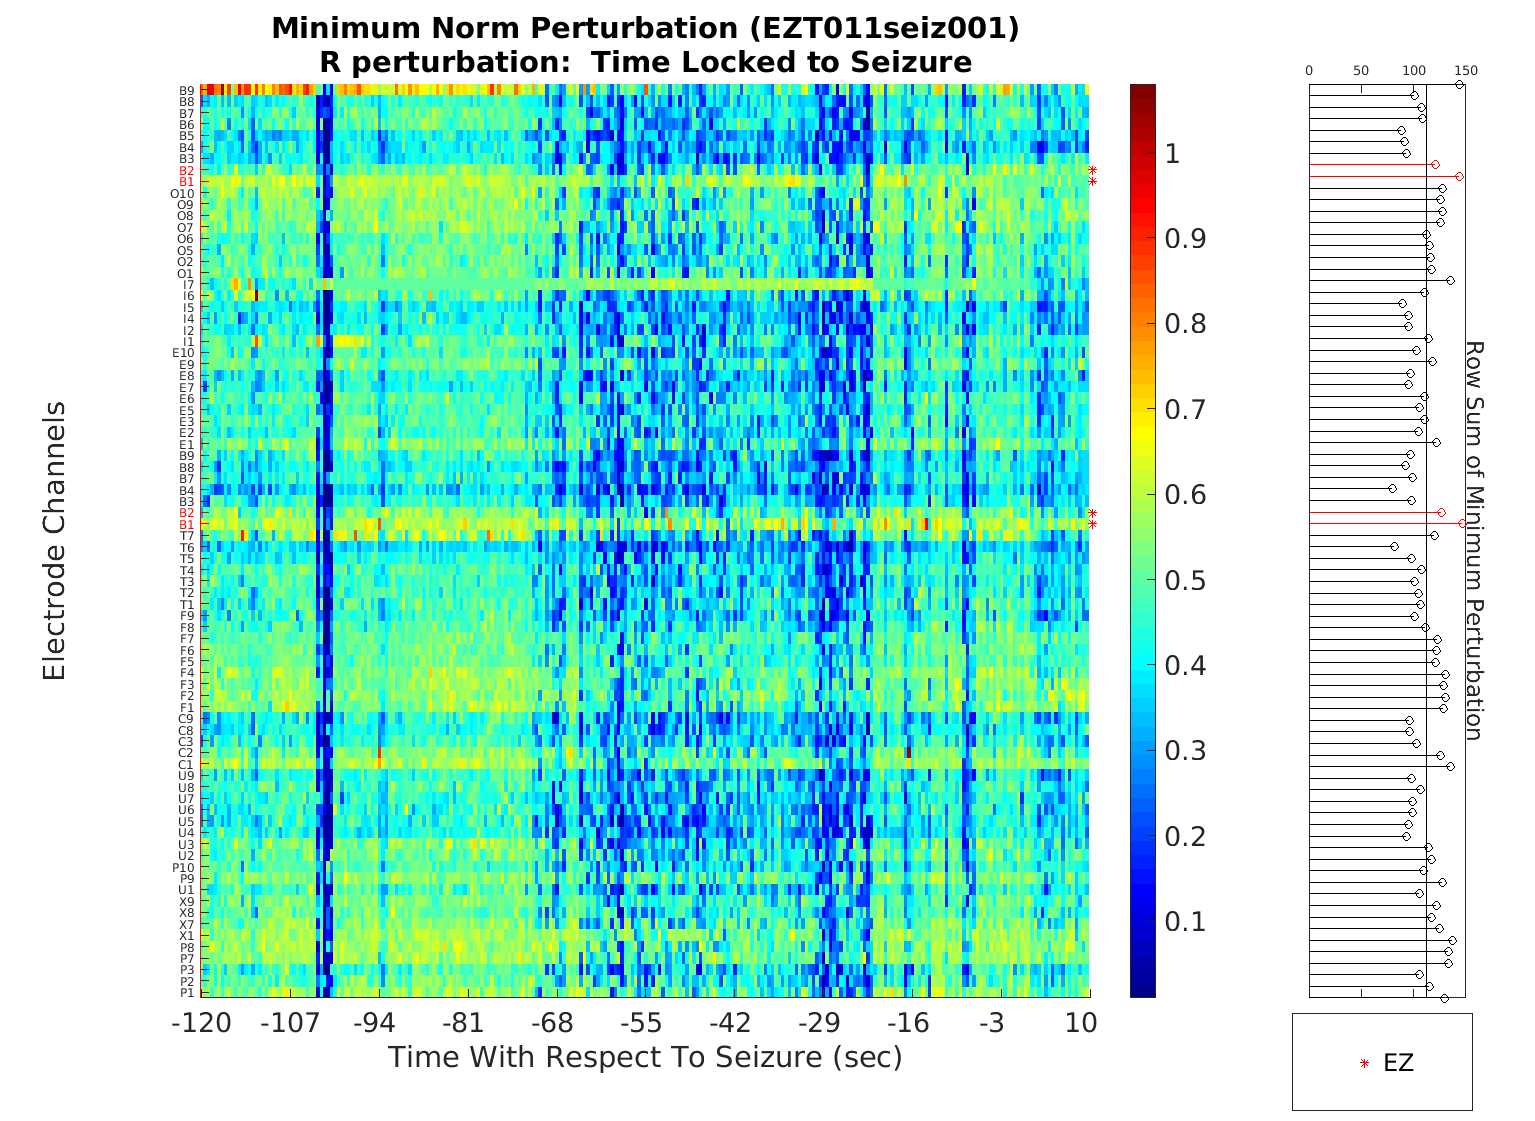 Minimum Norm Perturbation (EZT011seiz001)
R perturbation:  Time Locked to Seizure
Electrode Channels
B9
B8
B7
B6
B5
B4
B3
B2
B1
O10
O9
O8
O7
O6
O5
O2
O1
I7
I6
I5
I4
I2
I1
E10
E9
E8
E7
E6
E5
E3
E2
E1
B9
B8
B7
B4
B3
B2
B1
T7
T6
T5
T4
T3
T2
T1
F9
F8
F7
F6
F5
F4
F3
F2
F1
C9
C8
C3
C2
C1
U9
U8
U7
U6
U5
U4
U3
U2
P10
P9
U1
X9
X8
X7
X1
P8
P7
P3
P2
P1
-120 -107 -94 -81 -68 -55 -42 -29 -16 -3 10
Time With Respect To Seizure (sec)
1
0.9
0.8
0.7
0.6
0.5
0.4
0.3
0.2
0.1
0 50 100 150
Row Sum of Minimum Perturbation
EZ